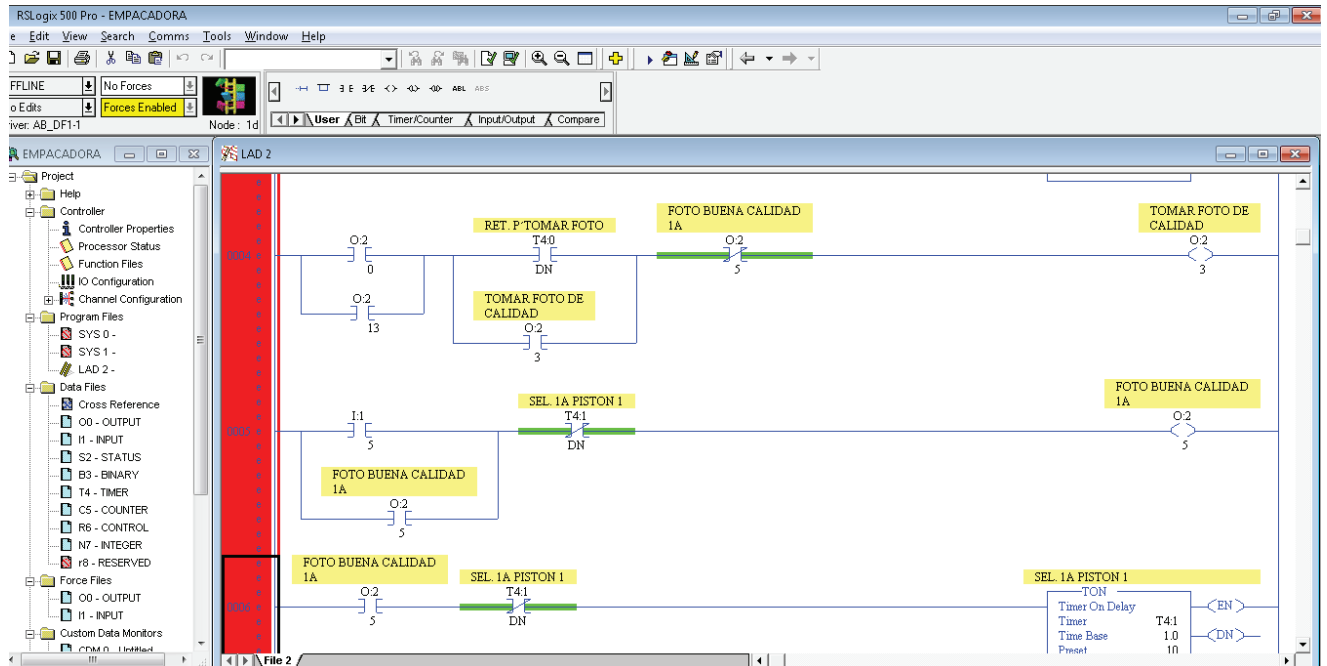 RSLogix 500 Pro - EMPACADORA
e Edit View Search Comms Tools Window Help
FFLINE No Forces
o Edits Forces Enabled
iver: AB_DF1-1 Node : 1d
ABL ABS
User Bit Timer/Counter Input/Output Compare
EMPACADORA
LAD 2
Project
Help
Controller
Controller Properties
Processor Status
Function Files
IO Configuration
Channel Configuration
Program Files
SYS 0 -
SYS 1 -
LAD 2 -
Data Files
Cross Reference
O0 - OUTPUT
I1 - INPUT
S2 - STATUS
B3 - BINARY
T4 - TIMER
C5 - COUNTER
R6 - CONTROL
N7 - INTEGER
r8 - RESERVED
Force Files
O0 - OUTPUT
I1 - INPUT
Custom Data Monitors
CDM 0 - Untitled
0004
O:2
0
O:2
13
RET. P'TOMAR FOTO
T4:0
DN
TOMAR FOTO DE
CALIDAD
O:2
3
FOTO BUENA CALIDAD
1A
O:2
5
TOMAR FOTO DE
CALIDAD
O:2
3
0005
I:1
5
FOTO BUENA CALIDAD
1A
O:2
5
SEL. 1A PISTON 1
T4:1
DN
FOTO BUENA CALIDAD
1A
O:2
5
0006
FOTO BUENA CALIDAD
1A
O:2
5
SEL. 1A PISTON 1
T4:1
DN
SEL. 1A PISTON 1
TON
Timer On Delay
Timer T4:1
Time Base 1.0
Preset 10
EN
DN
File 2